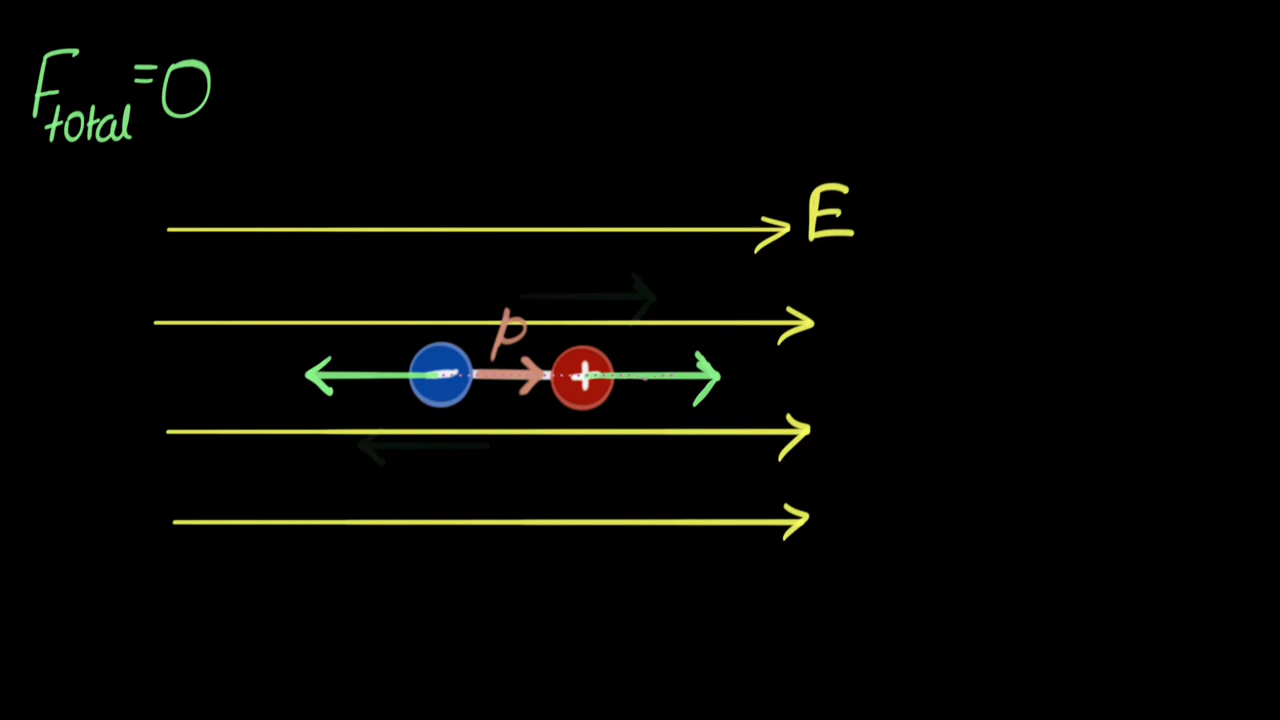 F_total = 0
E
p
-
+